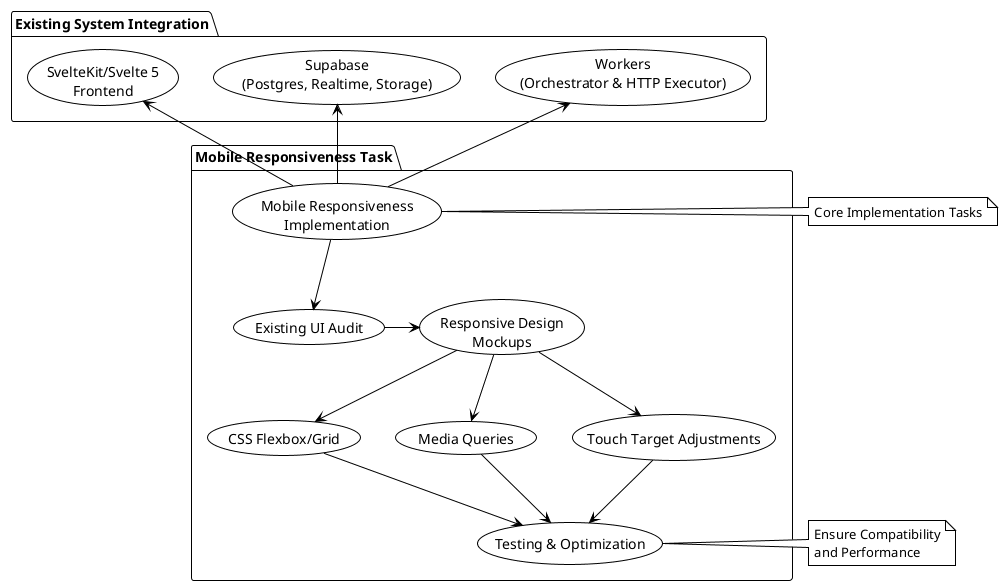 Existing System Integration
SvelteKit/Svelte 5
Frontend
Supabase
(Postgres, Realtime, Storage)
Workers
(Orchestrator & HTTP Executor)
Mobile Responsiveness Task
Mobile Responsiveness
Implementation
Core Implementation Tasks
Existing UI Audit
Responsive Design
Mockups
CSS Flexbox/Grid
Media Queries
Touch Target Adjustments
Testing & Optimization
Ensure Compatibility
and Performance